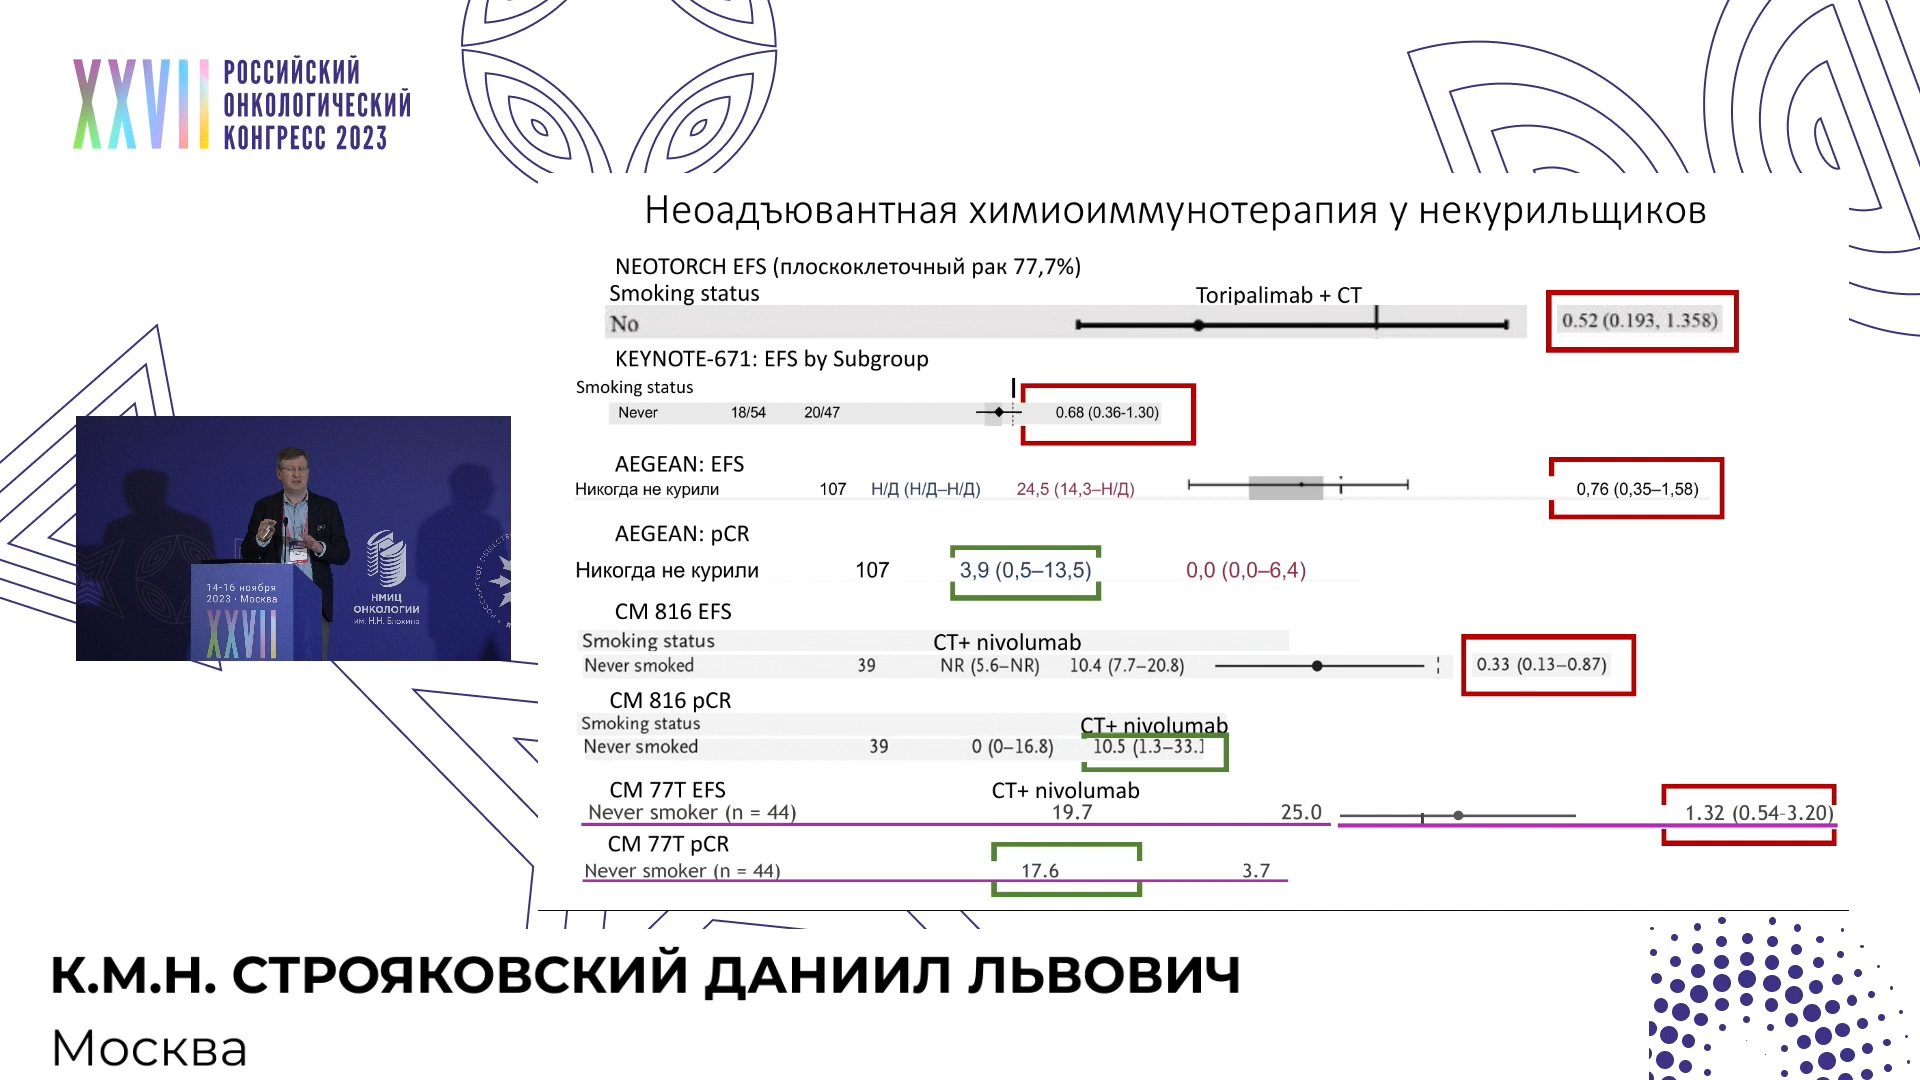 XXVII РОССИЙСКИЙ
ОНКОЛОГИЧЕСКИЙ
КОНГРЕСС 2023
Неоадъювантная химиоиммунотерапия у некурильщиков
NEOTORCH EFS (плоскоклеточный рак 77,7%)
Smoking status
Toripalimab + CT
No 0.52 (0.193, 1.358)
KEYNOTE-671: EFS by Subgroup
Smoking status
Never 18/54 20/47 0.68 (0.36-1.30)
AEGEAN: EFS
Никогда не курили 107 Н/Д (Н/Д–Н/Д) 24,5 (14,3–Н/Д) 0,76 (0,35–1,58)
AEGEAN: pCR
Никогда не курили 107 3,9 (0,5–13,5) 0,0 (0,0–6,4)
CM 816 EFS
Smoking status CT+ nivolumab
Never smoked 39 NR (5.6–NR) 10.4 (7.7–20.8) 0.33 (0.13–0.87)
CM 816 pCR
Smoking status CT+ nivolumab
Never smoked 39 0 (0–16.8) 10.5 (1.3–33.1
CM 77T EFS CT+ nivolumab
Never smoker (n = 44) 19.7 25.0 1.32 (0.54-3.20)
CM 77T pCR
Never smoker (n = 44) 17.6 3.7
14-16 ноября
2023 • Москва
XXVII
НМИЦ
ОНКОЛОГИИ
им. Н.Н. Блохина
К.М.Н. СТРОЯКОВСКИЙ ДАНИИЛ ЛЬВОВИЧ
Москва